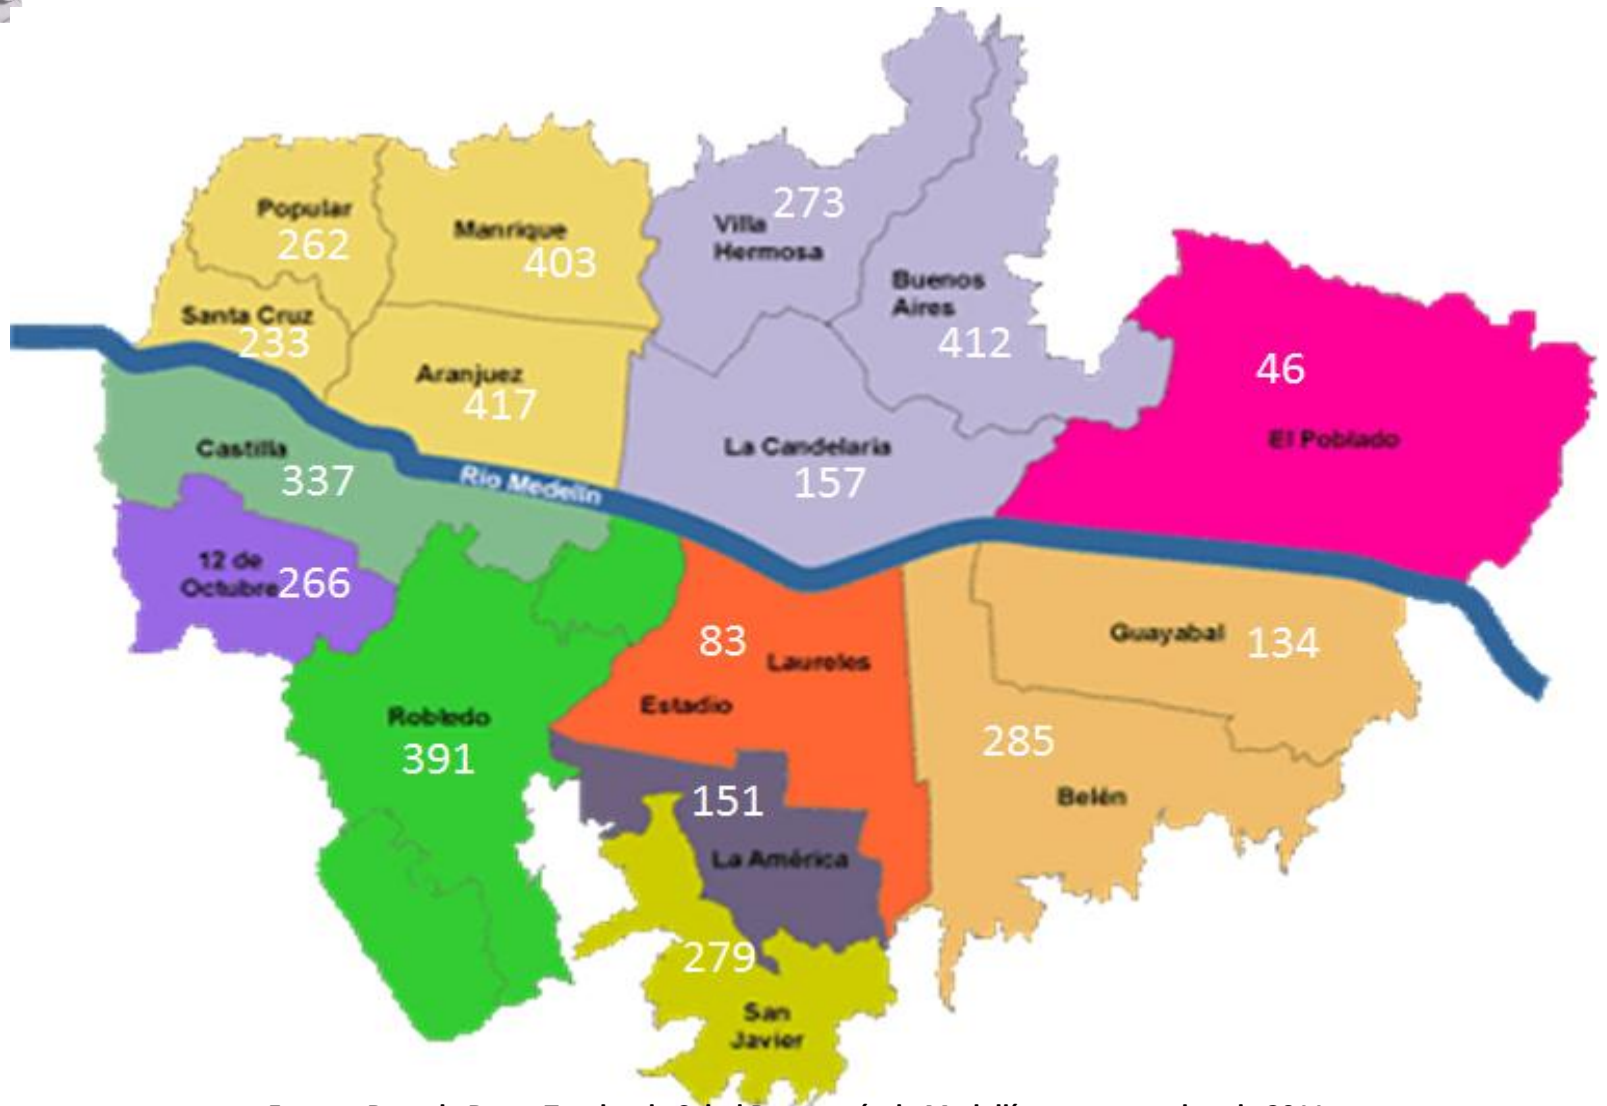 273
Popular
262
Villa
Hermosa
Manrique
403
Buenos
Aires
412
Santa Cruz
233
46
Aranjuez
417
El Poblado
Castilla
337
La Candelaria
157
Rio Medellin
12 de
Octubre 266
83
Laureles
Estadio
Guayabal 134
Robledo
391
285
Belén
151
La América
279
San
Javier